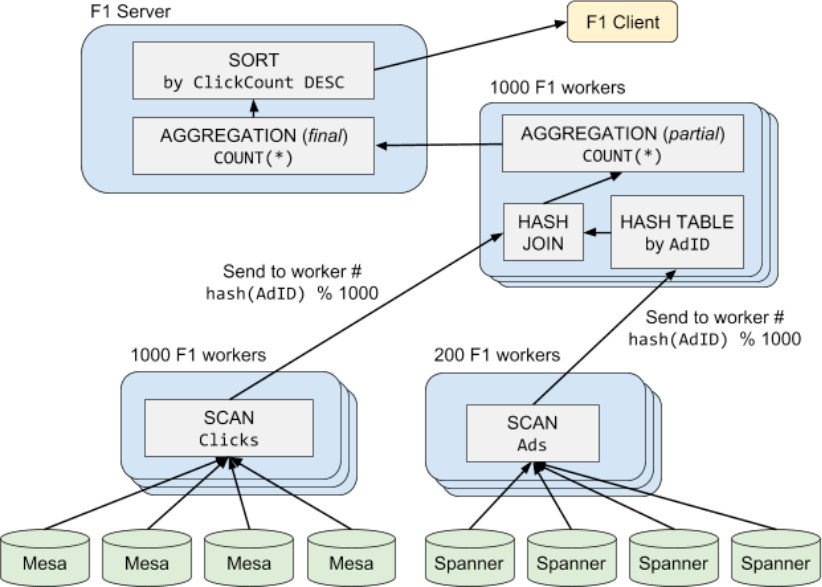 F1 Server
F1 Client
SORT
by ClickCount DESC
1000 F1 workers
AGGREGATION (final)
COUNT(*)
AGGREGATION (partial)
COUNT(*)
HASH
JOIN
HASH TABLE
by AdID
Send to worker #
hash(AdID) % 1000
Send to worker #
hash(AdID) % 1000
1000 F1 workers
200 F1 workers
SCAN
Clicks
SCAN
Ads
Mesa
Mesa
Mesa
Mesa
Spanner
Spanner
Spanner
Spanner